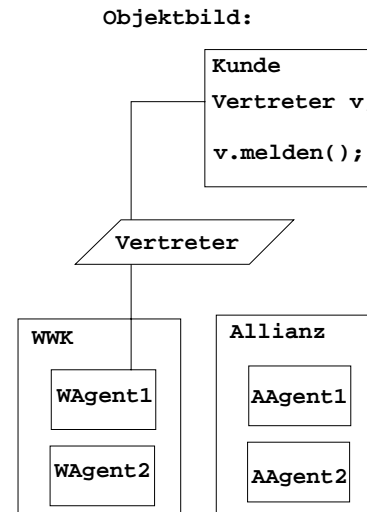 Objektbild:
Kunde
Vertreter v
v.melden();
Vertreter
WWK
WAgent1
WAgent2
Allianz
AAgent1
AAgent2